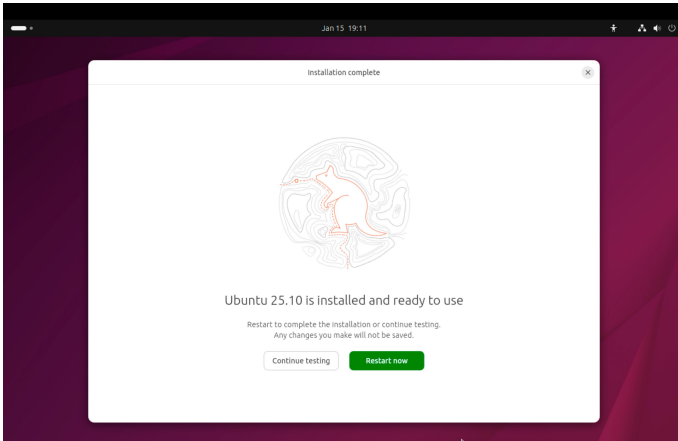 Jan 15 19:11
Installation complete
Ubuntu 25.10 is installed and ready to use
Restart to complete the installation or continue testing.
Any changes you make will not be saved.
Continue testing
Restart now